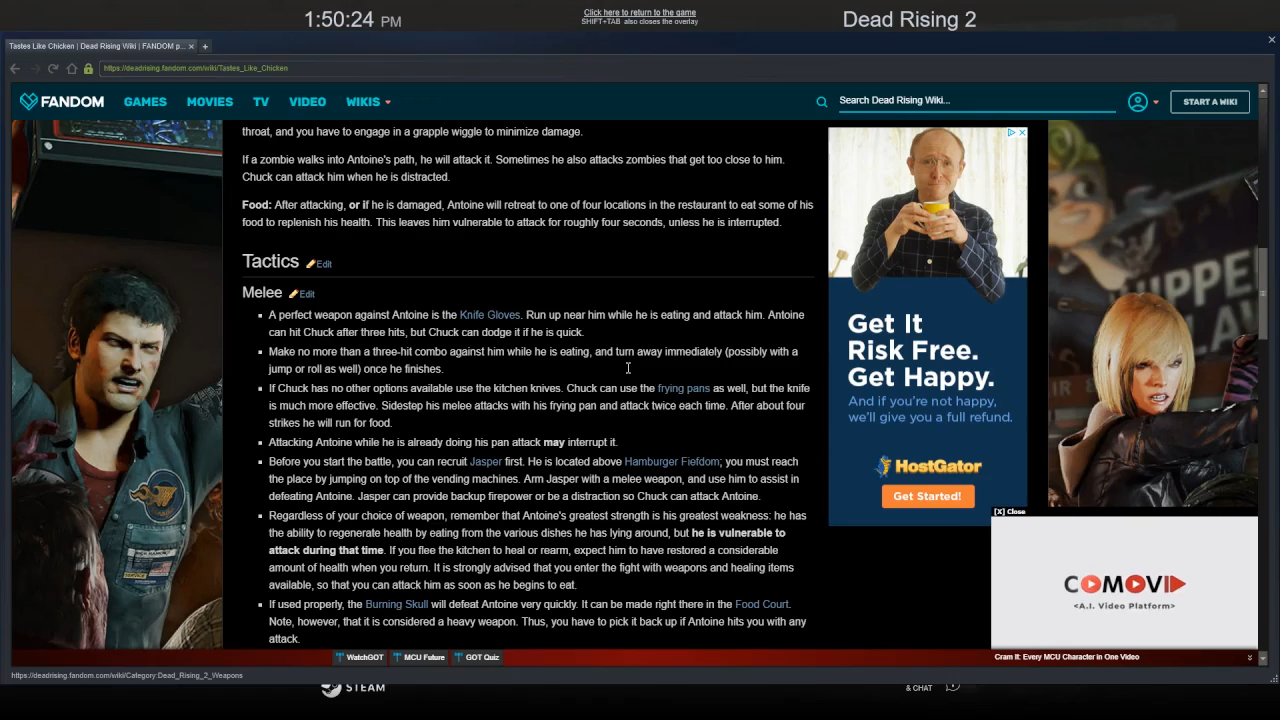 1:50:24 PM
Click here to return to the game
SHIFT+TAB also closes the overlay
Dead Rising 2
Tastes Like Chicken | Dead Rising Wiki | FANDOM p... × +
https://deadrising.fandom.com/wiki/Tastes_Like_Chicken
FANDOM GAMES MOVIES TV VIDEO WIKIS
Search Dead Rising Wiki...
START A WIKI
throat, and you have to engage in a grapple wiggle to minimize damage.
If a zombie walks into Antoine's path, he will attack it. Sometimes he also attacks zombies that get too close to him.
Chuck can attack him when he is distracted.
Food: After attacking, or if he is damaged, Antoine will retreat to one of four locations in the restaurant to eat some of his
food to replenish his health. This leaves him vulnerable to attack for roughly four seconds, unless he is interrupted.
Tactics Edit
Melee Edit
A perfect weapon against Antoine is the Knife Gloves. Run up near him while he is eating and attack him. Antoine
can hit Chuck after three hits, but Chuck can dodge it if he is quick.
Make no more than a three-hit combo against him while he is eating, and turn away immediately (possibly with a
jump or roll as well) once he finishes.
If Chuck has no other options available use the kitchen knives. Chuck can use the frying pans as well, but the knife
is much more effective. Sidestep his melee attacks with his frying pan and attack twice each time. After about four
strikes he will run for food.
Attacking Antoine while he is already doing his pan attack may interrupt it.
Before you start the battle, you can recruit Jasper first. He is located above Hamburger Fiefdom; you must reach
the place by jumping on top of the vending machines. Arm Jasper with a melee weapon, and use him to assist in
defeating Antoine. Jasper can provide backup firepower or be a distraction so Chuck can attack Antoine.
Regardless of your choice of weapon, remember that Antoine's greatest strength is his greatest weakness: he has
the ability to regenerate health by eating from the various dishes he has lying around, but he is vulnerable to
attack during that time. If you flee the kitchen to heal or rearm, expect him to have restored a considerable
amount of health when you return. It is strongly advised that you enter the fight with weapons and healing items
available, so that you can attack him as soon as he begins to eat.
If used properly, the Burning Skull will defeat Antoine very quickly. It can be made right there in the Food Court.
Note, however, that it is considered a heavy weapon. Thus, you have to pick it back up if Antoine hits you with any
attack.
Get It
Risk Free.
Get Happy.
And if you're not happy,
we'll give you a full refund.
HostGator
Get Started!
[X] Close
COMOVI
<A.I. Video Platform>
Cram It: Every MCU Character in One Video
WatchGOT MCU Future GOT Quiz
https://deadrising.fandom.com/wiki/Category:Dead_Rising_2_Weapons
STEAM
& CHAT